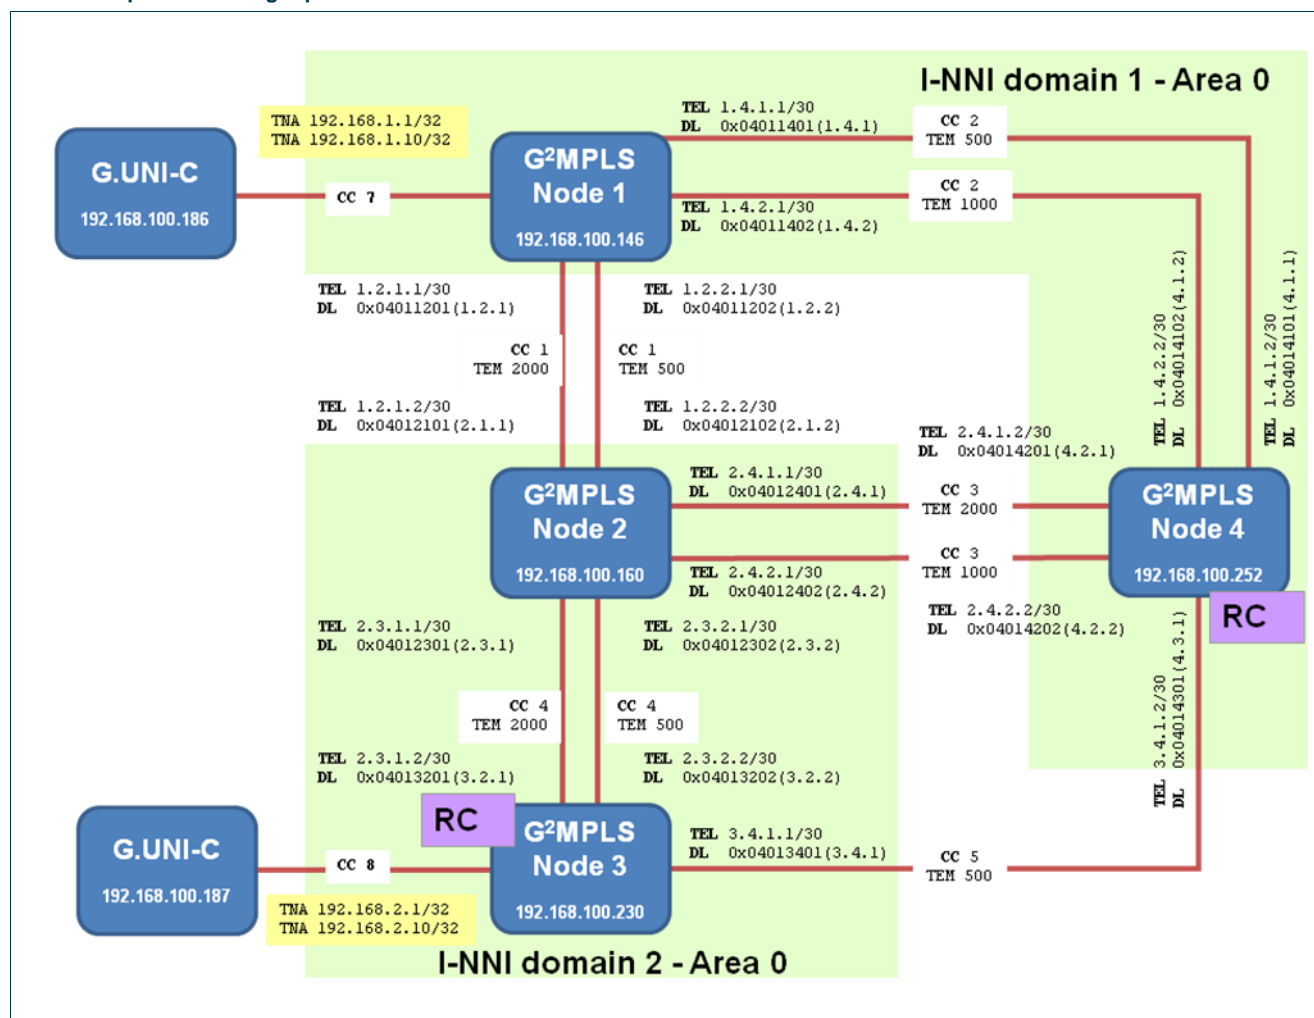 I-NNI domain 1 - Area 0
TNA 192.168.1.1/32
TNA 192.168.1.10/32
G.UNI-C
192.168.100.186
CC 7
G²MPLS
Node 1
192.168.100.146
TEL 1.4.1.1/30
DL 0x04011401(1.4.1)
CC 2
TEM 500
CC 2
TEM 1000
TEL 1.4.2.1/30
DL 0x04011402(1.4.2)
TEL 1.2.1.1/30
DL 0x04011201(1.2.1)
TEL 1.2.2.1/30
DL 0x04011202(1.2.2)
CC 1
TEM 2000
CC 1
TEM 500
TEL 1.2.1.2/30
DL 0x04012101(2.1.1)
TEL 1.2.2.2/30
DL 0x04012102(2.1.2)
TEL 1.4.2.2/30
DL 0x04014102(4.1.2)
TEL 1.4.1.2/30
DL 0x04014101(4.1.1)
TEL 2.4.1.2/30
DL 0x04014201(4.2.1)
G²MPLS
Node 2
192.168.100.160
TEL 2.4.1.1/30
DL 0x04012401(2.4.1)
CC 3
TEM 2000
CC 3
TEM 1000
TEL 2.4.2.1/30
DL 0x04012402(2.4.2)
G²MPLS
Node 4
192.168.100.252
RC
TEL 2.4.2.2/30
DL 0x04014202(4.2.2)
TEL 2.3.1.1/30
DL 0x04012301(2.3.1)
TEL 2.3.2.1/30
DL 0x04012302(2.3.2)
CC 4
TEM 2000
CC 4
TEM 500
TEL 3.4.1.2/30
DL 0x04014301(4.3.1)
TEL 2.3.1.2/30
DL 0x04013201(3.2.1)
TEL 2.3.2.2/30
DL 0x04013202(3.2.2)
RC
G.UNI-C
192.168.100.187
CC 8
G²MPLS
Node 3
192.168.100.230
TEL 3.4.1.1/30
DL 0x04013401(3.4.1)
CC 5
TEM 500
TNA 192.168.2.1/32
TNA 192.168.2.10/32
I-NNI domain 2 - Area 0